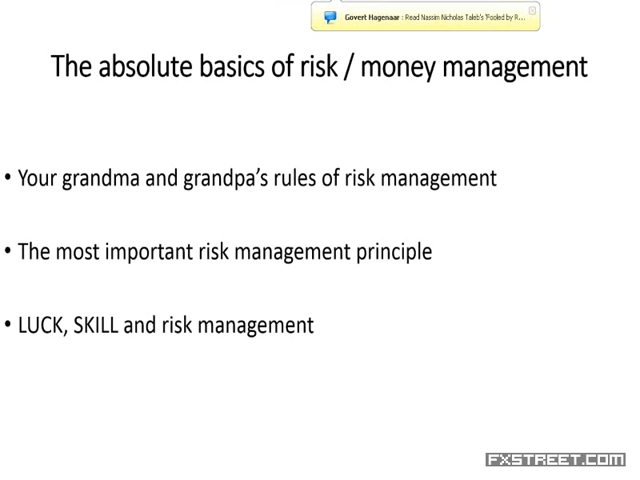 Govert Hagenaar : Read Nassim Nicholas Taleb's 'Fooled by R...
The absolute basics of risk / money management
• Your grandma and grandpa's rules of risk management
• The most important risk management principle
• LUCK, SKILL and risk management
FXSTREET.COM